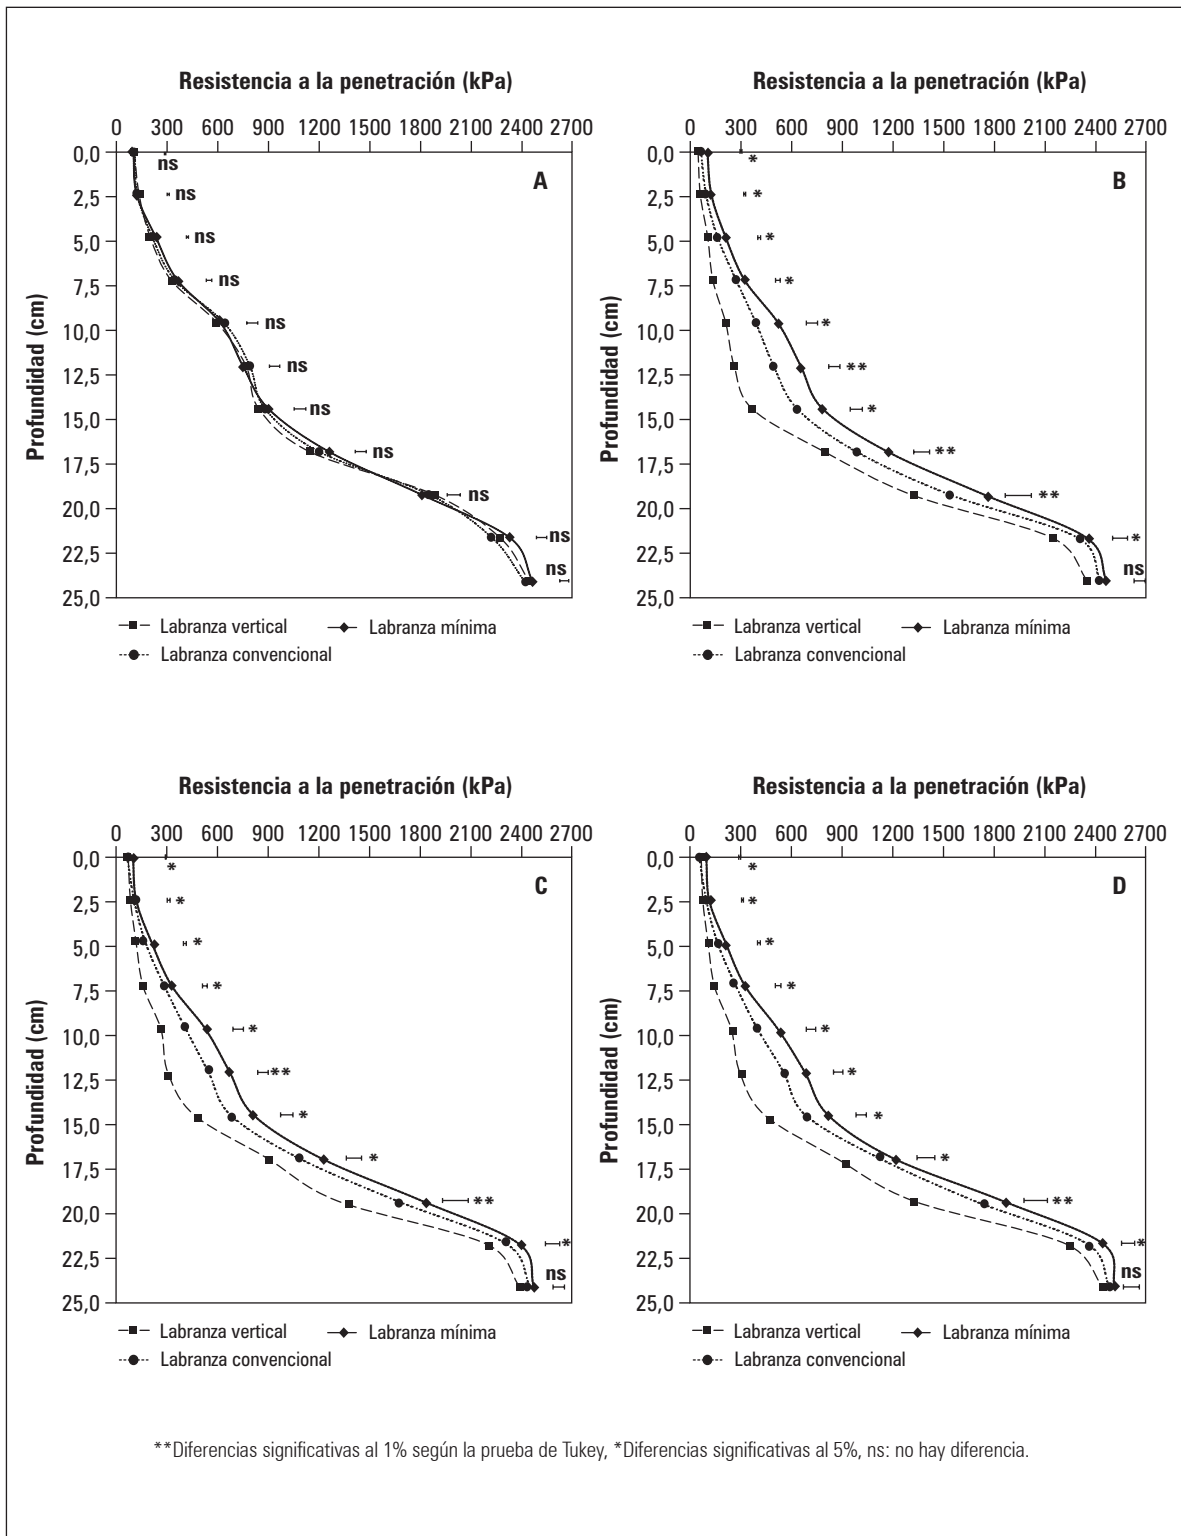 Resistencia a la penetración (kPa)
0 300 600 900 1200 1500 1800 2100 2400 2700
Profundidad (cm)
0,0
2,5
5,0
7,5
10,0
12,5
15,0
17,5
20,0
22,5
25,0
A
ns
ns
ns
ns
ns
ns
ns
ns
ns
ns
ns
Labranza vertical
Labranza mínima
Labranza convencional
Resistencia a la penetración (kPa)
0 300 600 900 1200 1500 1800 2100 2400 2700
Profundidad (cm)
0,0
2,5
5,0
7,5
10,0
12,5
15,0
17,5
20,0
22,5
25,0
B
*
*
*
*
*
**
*
**
**
*
ns
Labranza vertical
Labranza mínima
Labranza convencional
Resistencia a la penetración (kPa)
0 300 600 900 1200 1500 1800 2100 2400 2700
Profundidad (cm)
0,0
2,5
5,0
7,5
10,0
12,5
15,0
17,5
20,0
22,5
25,0
C
*
*
*
*
*
**
*
*
**
*
ns
Labranza vertical
Labranza mínima
Labranza convencional
Resistencia a la penetración (kPa)
0 300 600 900 1200 1500 1800 2100 2400 2700
Profundidad (cm)
0,0
2,5
5,0
7,5
10,0
12,5
15,0
17,5
20,0
22,5
25,0
D
*
*
*
*
*
*
*
*
**
*
ns
Labranza vertical
Labranza mínima
Labranza convencional
**Diferencias significativas al 1% según la prueba de Tukey, *Diferencias significativas al 5%, ns: no hay diferencia.